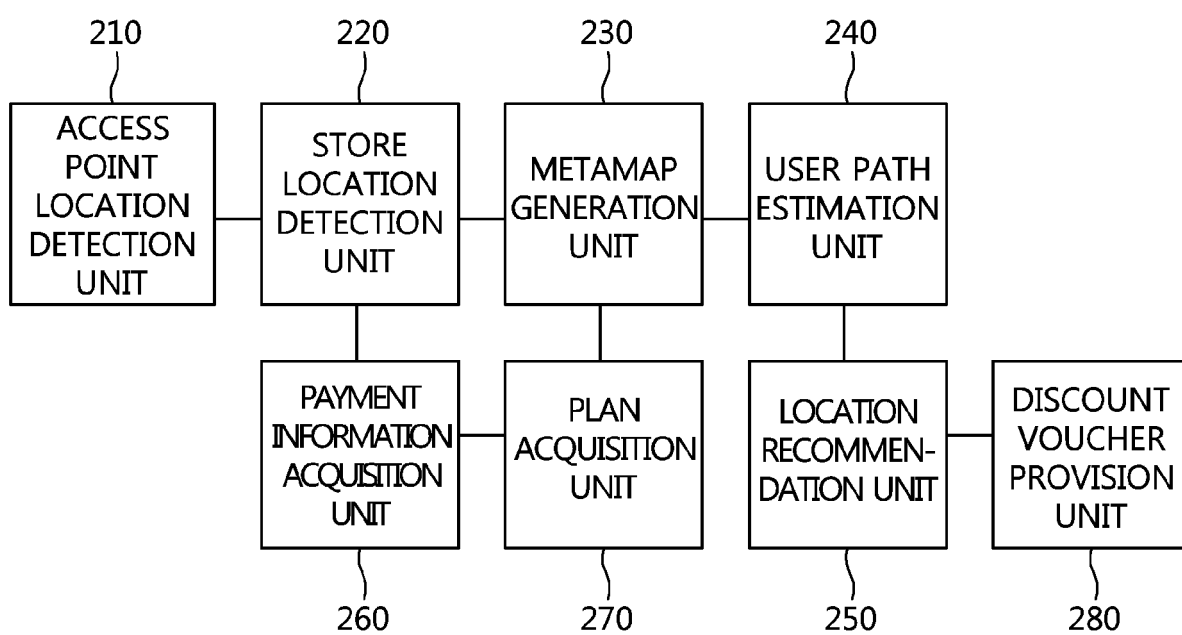 210
220
230
240
ACCESS
POINT
LOCATION
DETECTION
UNIT
STORE
LOCATION
DETECTION
UNIT
METAMAP
GENERATION
UNIT
USER PATH
ESTIMATION
UNIT
PAYMENT
INFORMATION
ACQUISITION
UNIT
PLAN
ACQUISITION
UNIT
LOCATION
RECOMMEN-
DATION UNIT
DISCOUNT
VOUCHER
PROVISION
UNIT
260
270
250
280